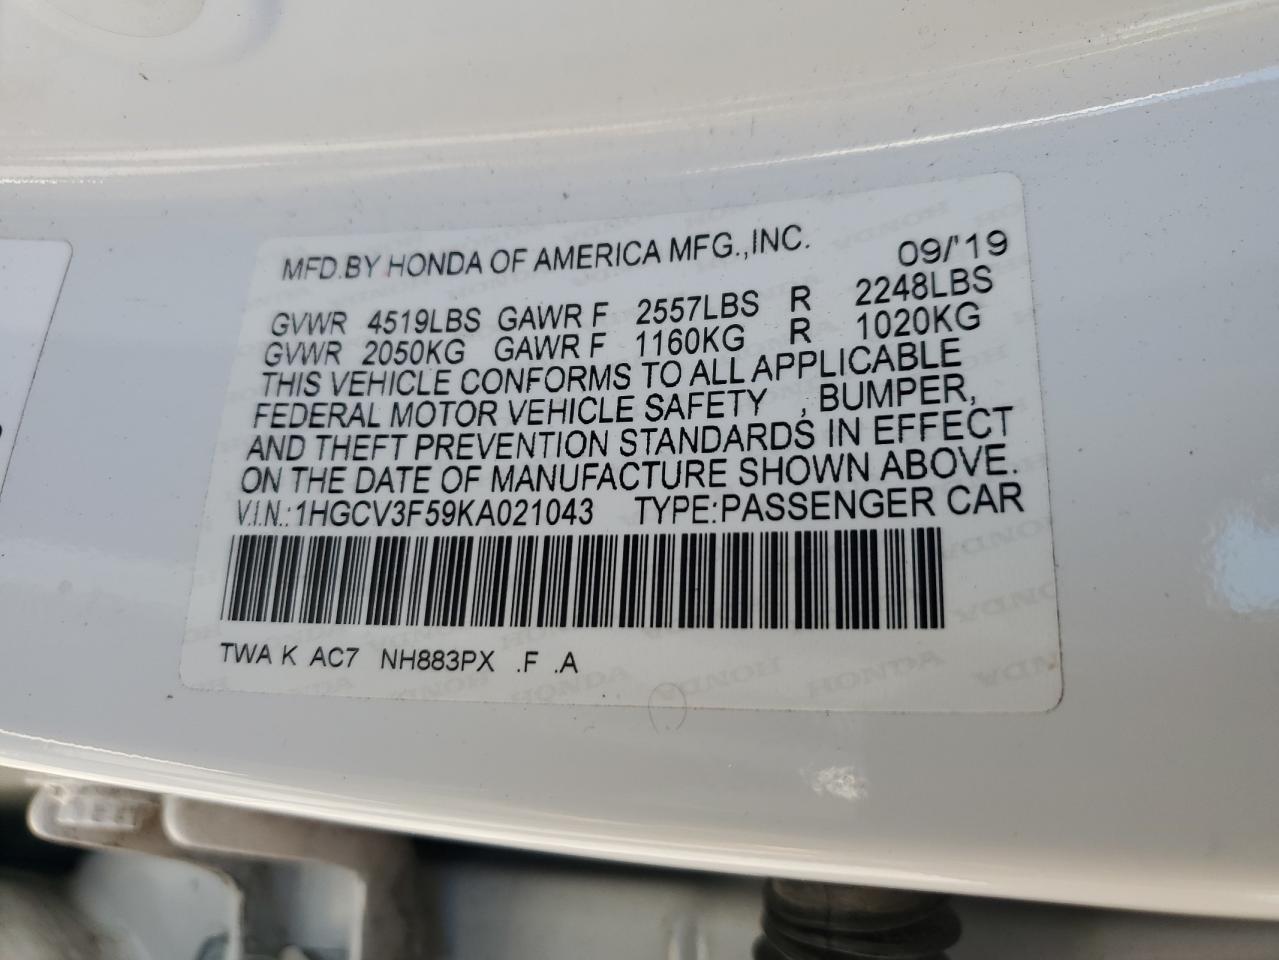 MFD.BY HONDA OF AMERICA MFG.,INC. 09/'19
GVWR 4519LBS GAWR F 2557LBS R 2248LBS
GVWR 2050KG GAWR F 1160KG R 1020KG
THIS VEHICLE CONFORMS TO ALL APPLICABLE
FEDERAL MOTOR VEHICLE SAFETY , BUMPER,
AND THEFT PREVENTION STANDARDS IN EFFECT
ON THE DATE OF MANUFACTURE SHOWN ABOVE.
V.I.N.: 1HGCV3F59KA021043 TYPE:PASSENGER CAR
TWA K AC7 NH883PX .F .A